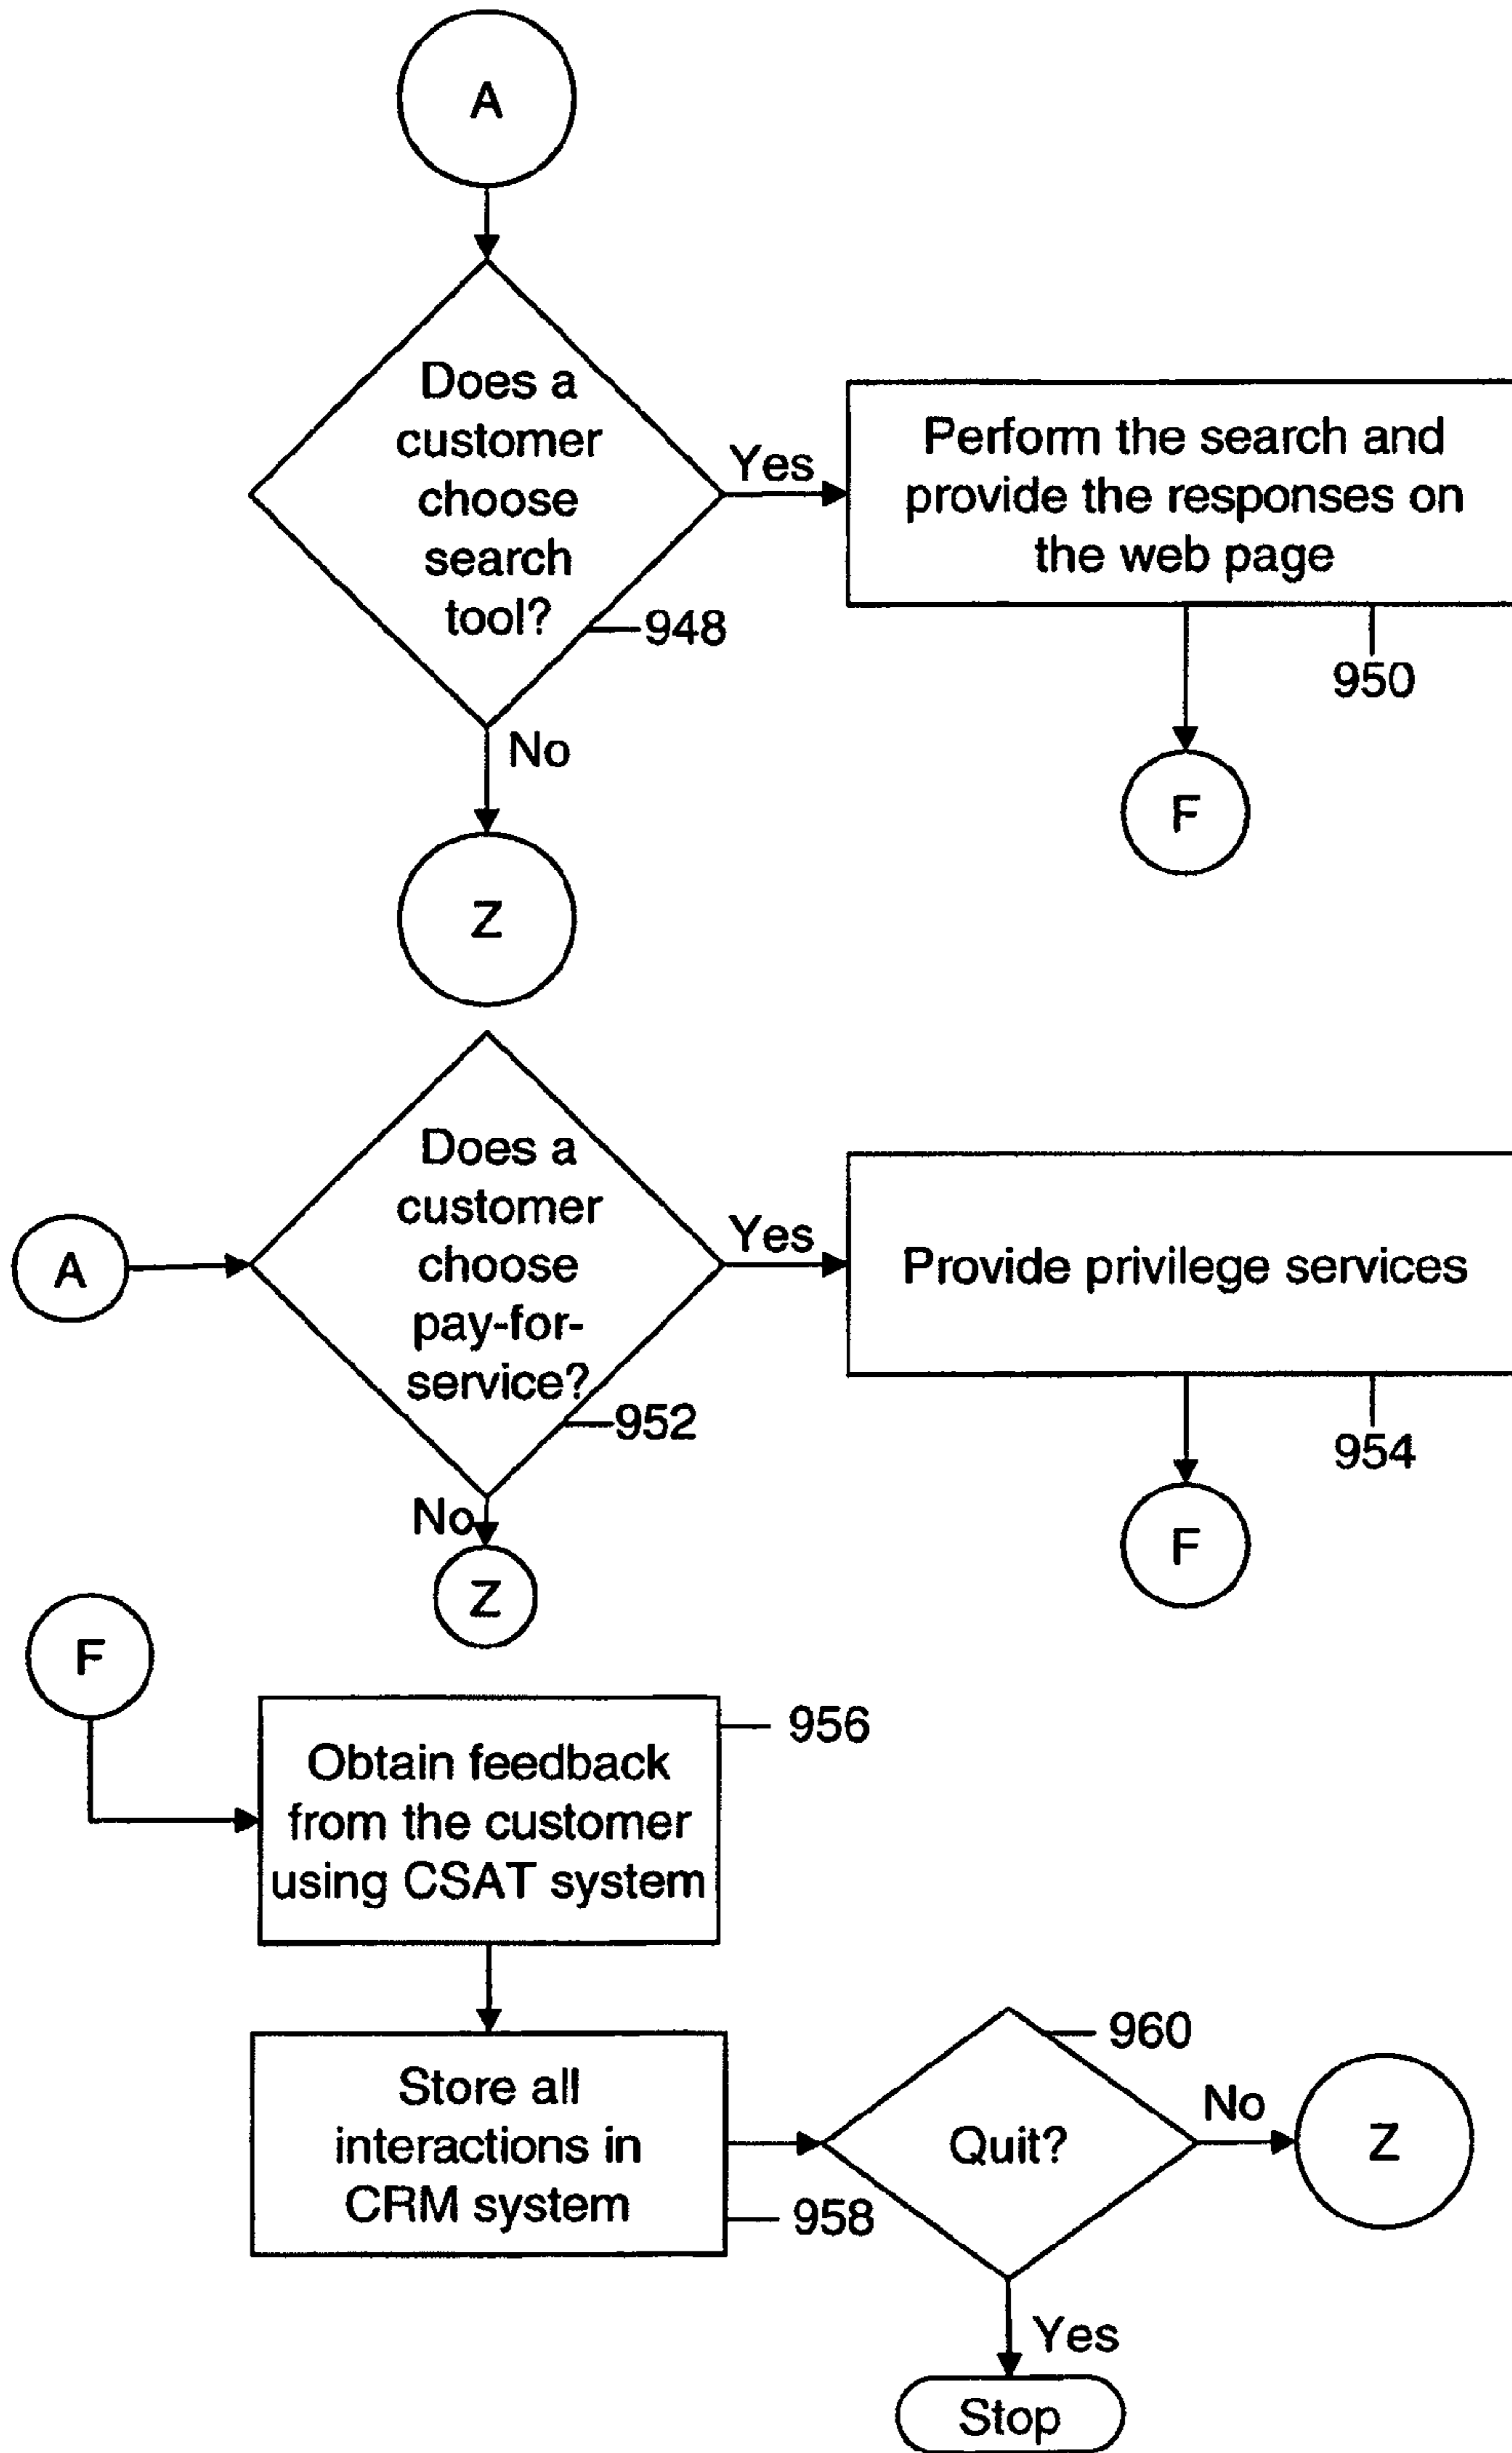 A
Does a
customer
choose
search
tool?
948
Yes
Perform the search and
provide the responses on
the web page
950
F
No
Z
A
Does a
customer
choose
pay-for-
service?
952
Yes
Provide privilege services
954
F
No
Z
F
Obtain feedback
from the customer
using CSAT system
956
Store all
interactions in
CRM system
958
Quit?
960
No
Z
Yes
Stop